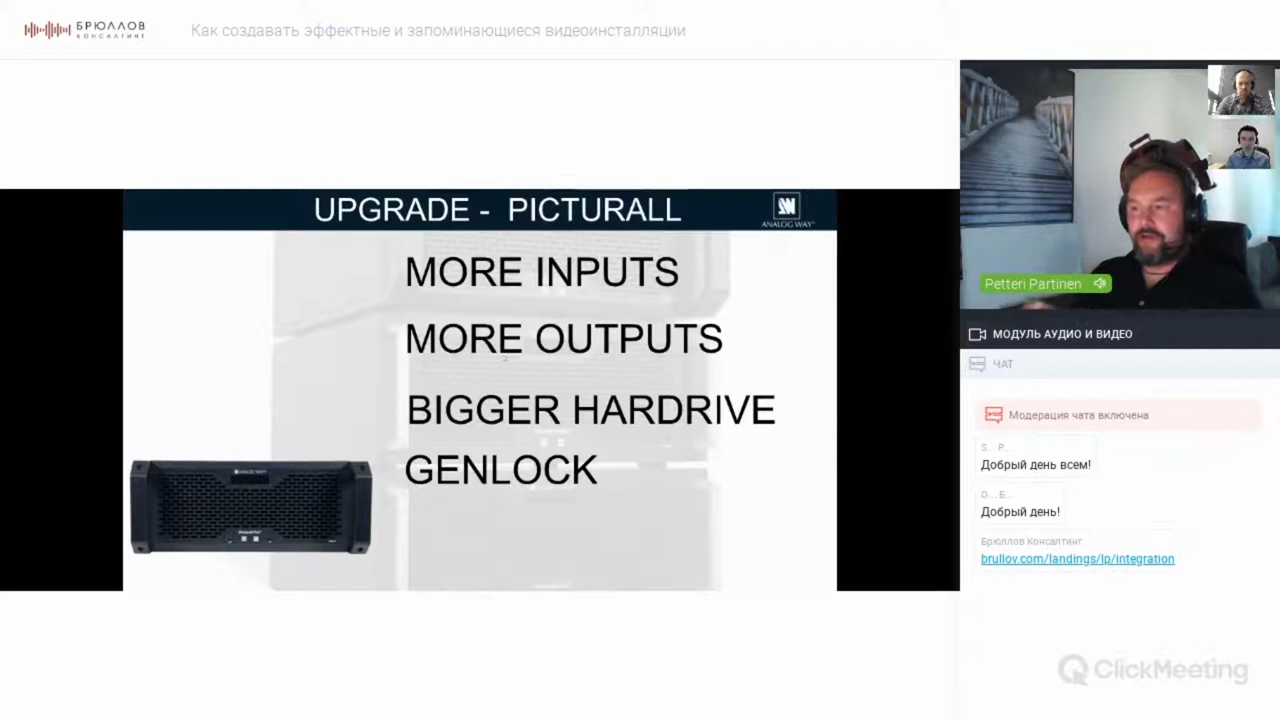 БРЮЛЛОВ
КОНСАЛТИНГ
Как создавать эффектные и запоминающиеся видеоинсталляции
UPGRADE - PICTURALL
ANALOG WAY
MORE INPUTS
MORE OUTPUTS
BIGGER HARDRIVE
GENLOCK
Petteri Partinen
МОДУЛЬ АУДИО И ВИДЕО
ЧАТ
Модерация чата включена
S... P...
Добрый день всем!
О... Б...
Добрый день!
Брюллов Консалтинг
brullov.com/landings/lp/integration
ClickMeeting